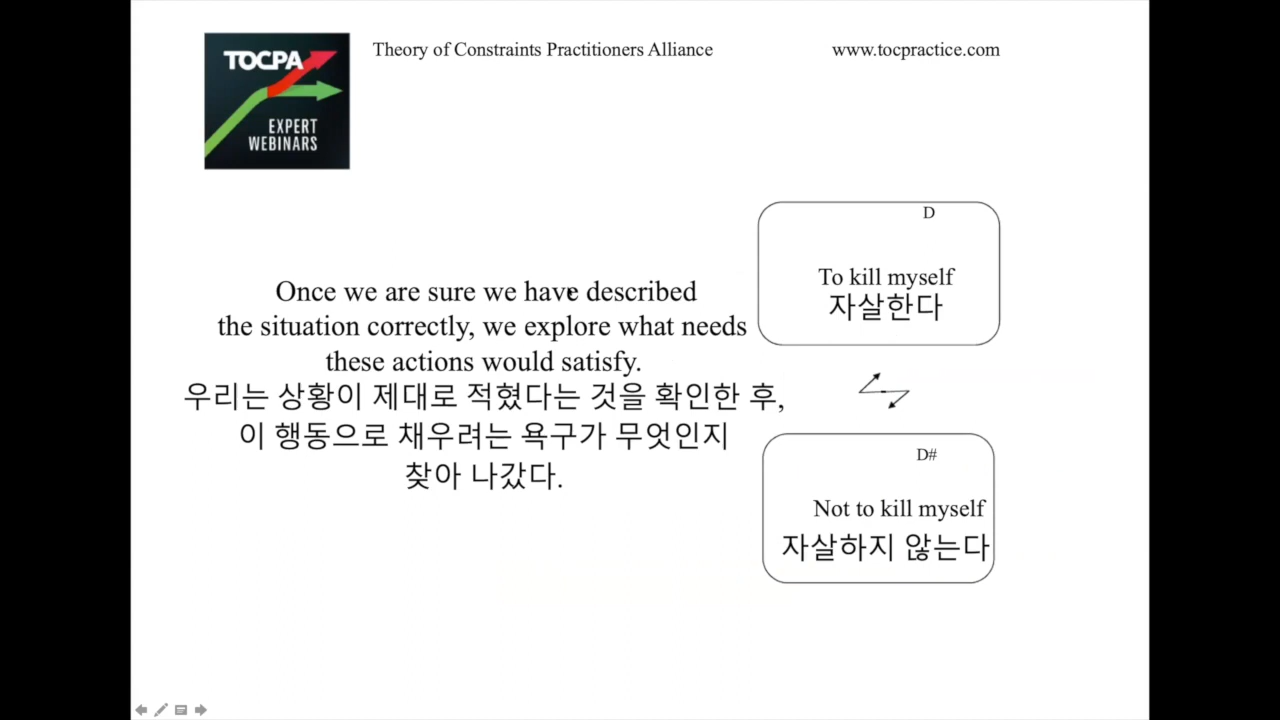 TOCPA
EXPERT
WEBINARS
Theory of Constraints Practitioners Alliance
www.tocpractice.com
Once we are sure we have described
the situation correctly, we explore what needs
these actions would satisfy.
우리는 상황이 제대로 적혔다는 것을 확인한 후,
이 행동으로 채우려는 욕구가 무엇인지
찾아 나갔다.
D
To kill myself
자살한다
D#
Not to kill myself
자살하지 않는다